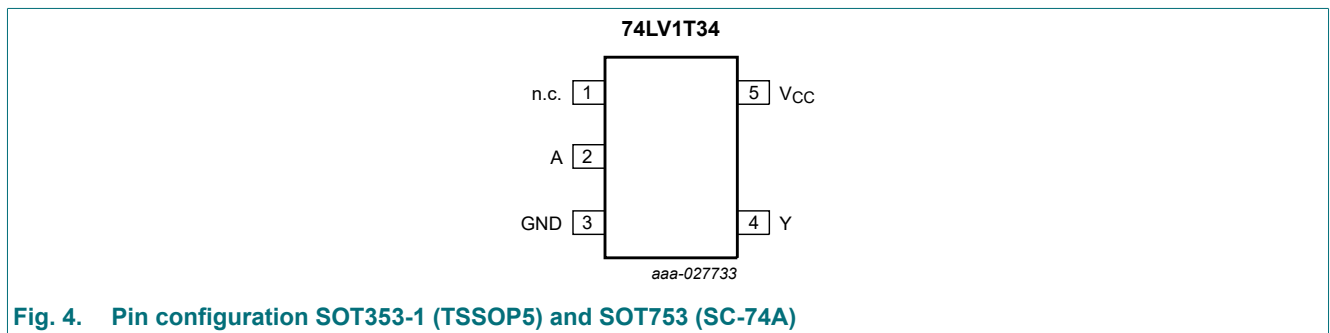 74LV1T34
n.c. 1 5 VCC
A 2
GND 3 4 Y
aaa-027733
Fig. 4. Pin configuration SOT353-1 (TSSOP5) and SOT753 (SC-74A)